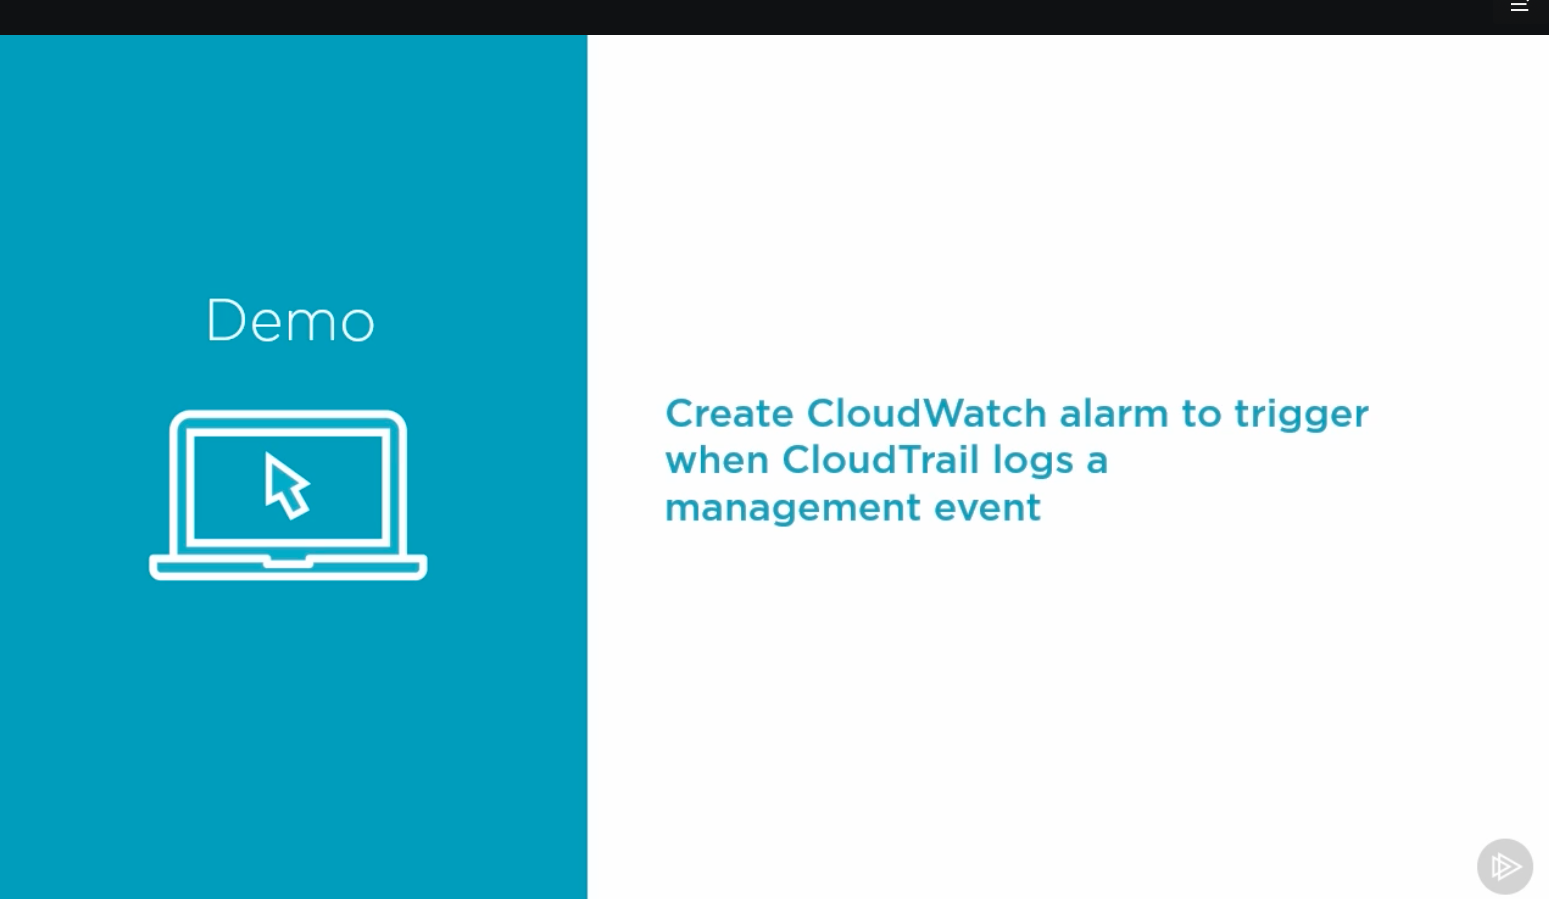 Demo
Create CloudWatch alarm to trigger
when CloudTrail logs a
management event